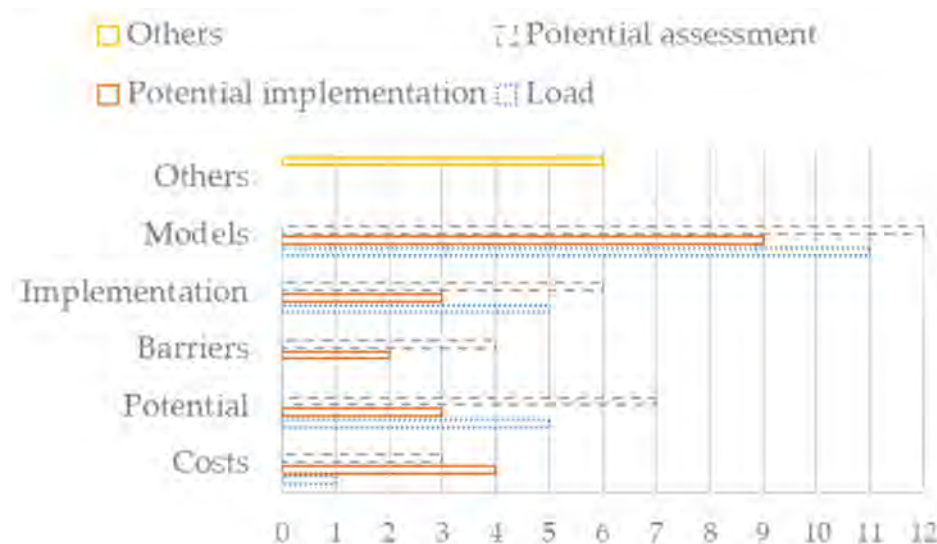 Others Potential assessment
Potential implementation Load
Others
Models
Implementation
Barriers
Potential
Costs
0 1 2 3 4 5 6 7 8 9 10 11 12